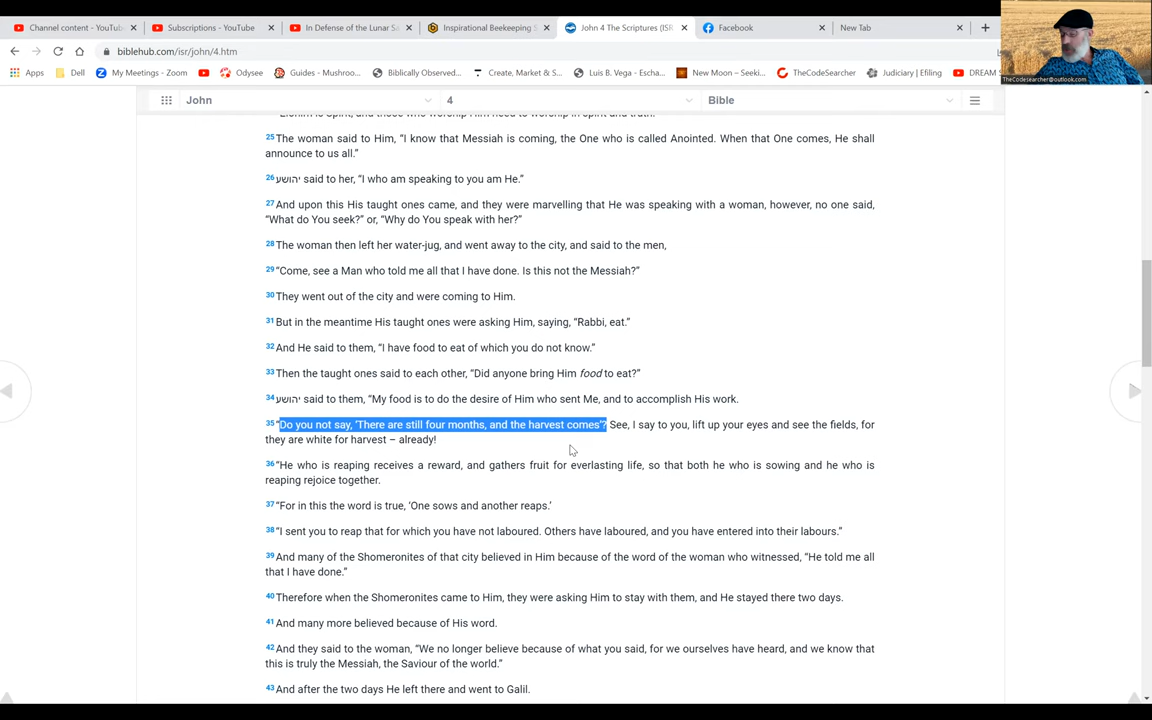 Channel content - YouTub
Subscriptions - YouTube
In Defense of the Lunar Sa
Inspirational Beekeeping S
John 4 The Scriptures (ISR
Facebook
New Tab
biblehub.com/isr/john/4.htm
Apps Dell My Meetings - Zoom Odysee Guides - Mushroo... Biblically Observed... Create, Market & S... Luis B. Vega - Escha... New Moon – Seeki... TheCodeSearcher Judiciary | Efiling DREAM S
TheCodesearcher@outlook.com
John 4 Bible
“Elohim is Spirit, and those who worship Him need to worship in spirit and truth.”
25 The woman said to Him, “I know that Messiah is coming, the One who is called Anointed. When that One comes, He shall
announce to us all.”
26 יהושע said to her, “I who am speaking to you am He.”
27 And upon this His taught ones came, and they were marvelling that He was speaking with a woman, however, no one said,
“What do You seek?” or, “Why do You speak with her?”
28 The woman then left her water-jug, and went away to the city, and said to the men,
29 “Come, see a Man who told me all that I have done. Is this not the Messiah?”
30 They went out of the city and were coming to Him.
31 But in the meantime His taught ones were asking Him, saying, “Rabbi, eat.”
32 And He said to them, “I have food to eat of which you do not know.”
33 Then the taught ones said to each other, “Did anyone bring Him food to eat?”
34 יהושע said to them, “My food is to do the desire of Him who sent Me, and to accomplish His work.
35 “Do you not say, ‘There are still four months, and the harvest comes’? See, I say to you, lift up your eyes and see the fields, for
they are white for harvest – already!
36 “He who is reaping receives a reward, and gathers fruit for everlasting life, so that both he who is sowing and he who is
reaping rejoice together.
37 “For in this the word is true, ‘One sows and another reaps.’
38 “I sent you to reap that for which you have not laboured. Others have laboured, and you have entered into their labours.”
39 And many of the Shomeronites of that city believed in Him because of the word of the woman who witnessed, “He told me all
that I have done.”
40 Therefore when the Shomeronites came to Him, they were asking Him to stay with them, and He stayed there two days.
41 And many more believed because of His word.
42 And they said to the woman, “We no longer believe because of what you said, for we ourselves have heard, and we know that
this is truly the Messiah, the Saviour of the world.”
43 And after the two days He left there and went to Galil.